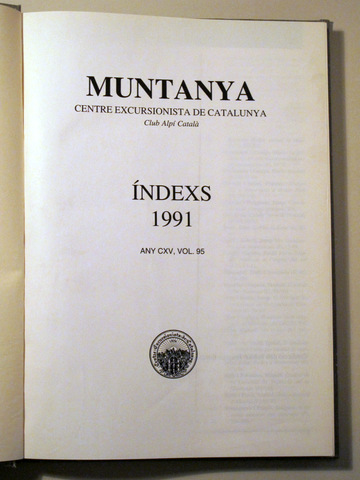 MUNTANYA
CENTRE EXCURSIONISTA DE CATALUNYA
Club Alpí Català
ÍNDEXS
1991
ANY CXV, VOL. 95